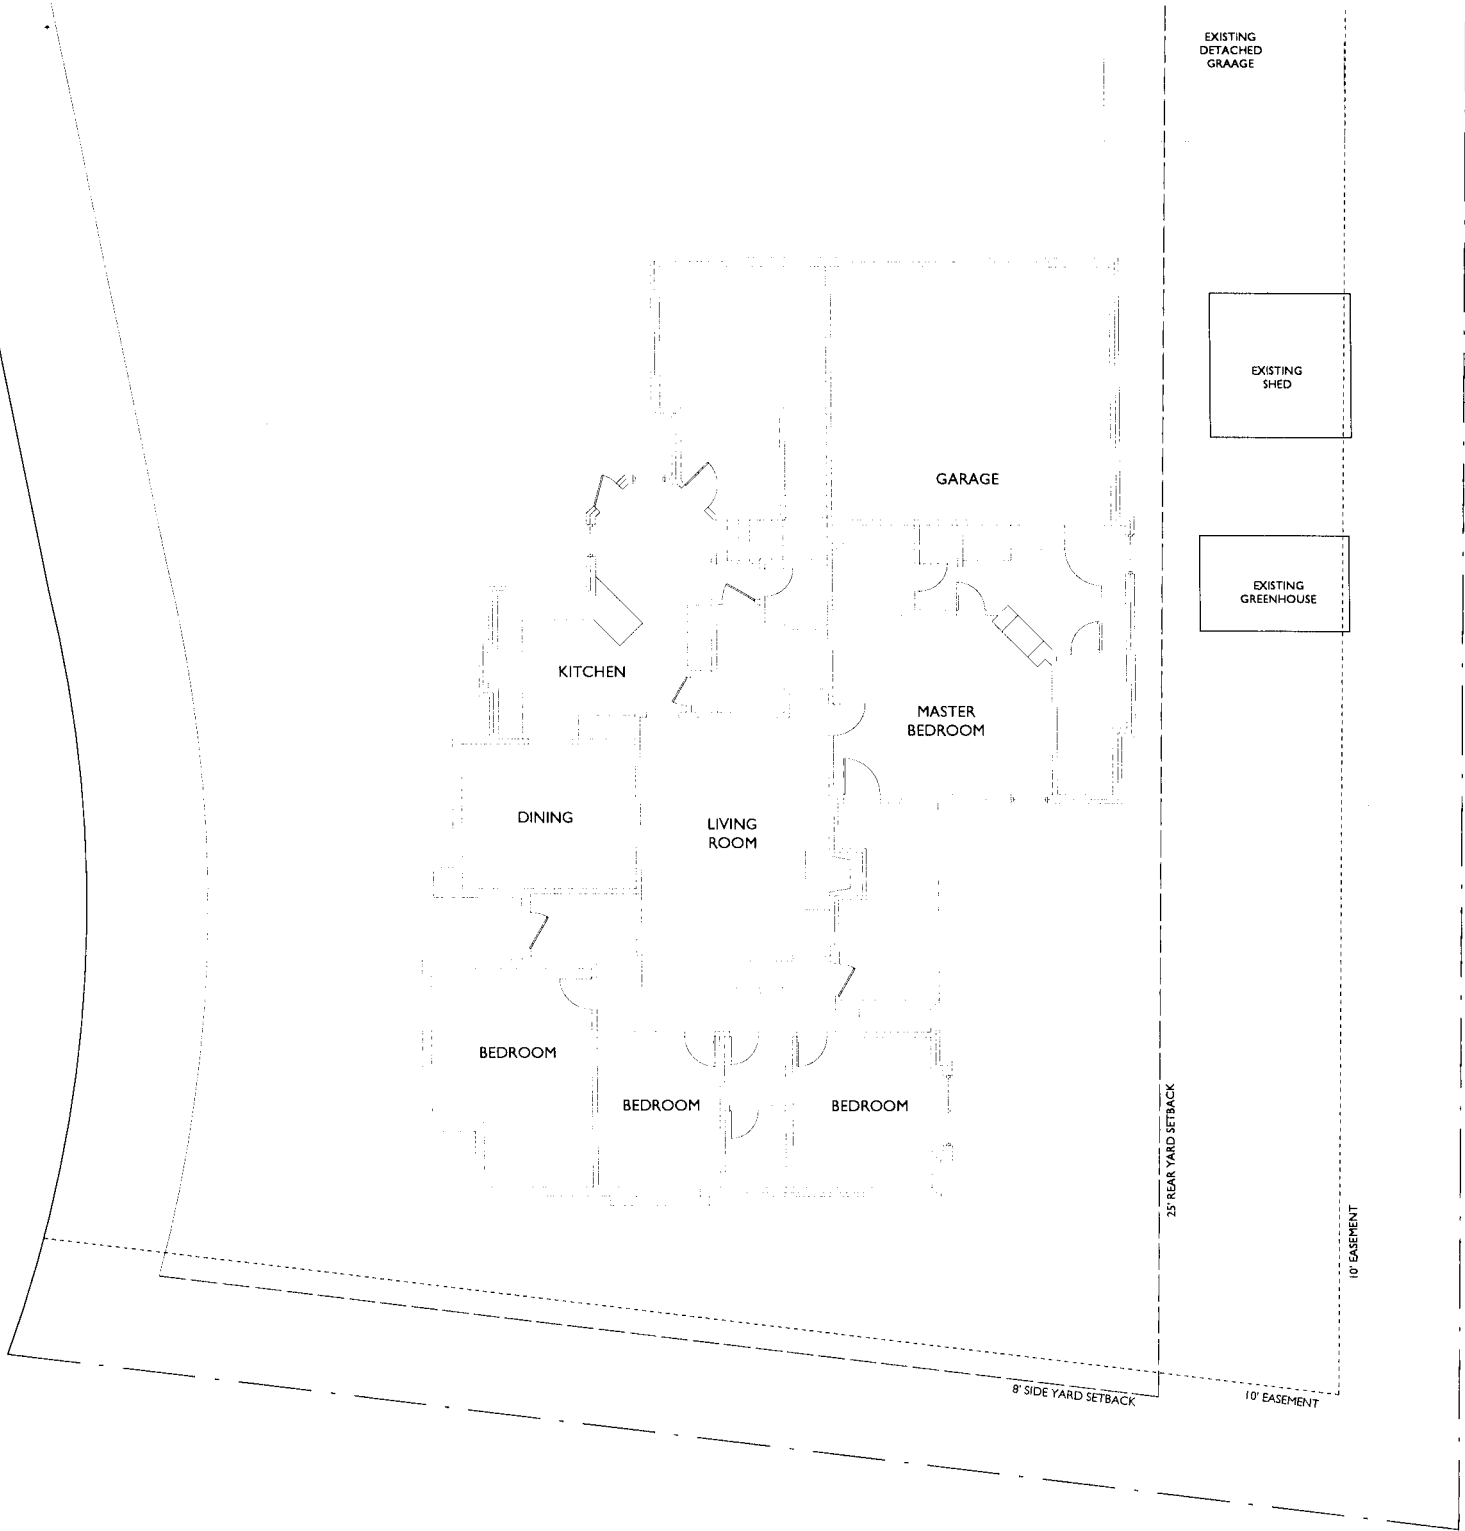 EXISTING
DETACHED
GRAAGE
EXISTING
SHED
GARAGE
EXISTING
GREENHOUSE
KITCHEN
MASTER
BEDROOM
DINING
LIVING
ROOM
BEDROOM
BEDROOM
BEDROOM
25' REAR YARD SETBACK
10' EASEMENT
8' SIDE YARD SETBACK
10' EASEMENT